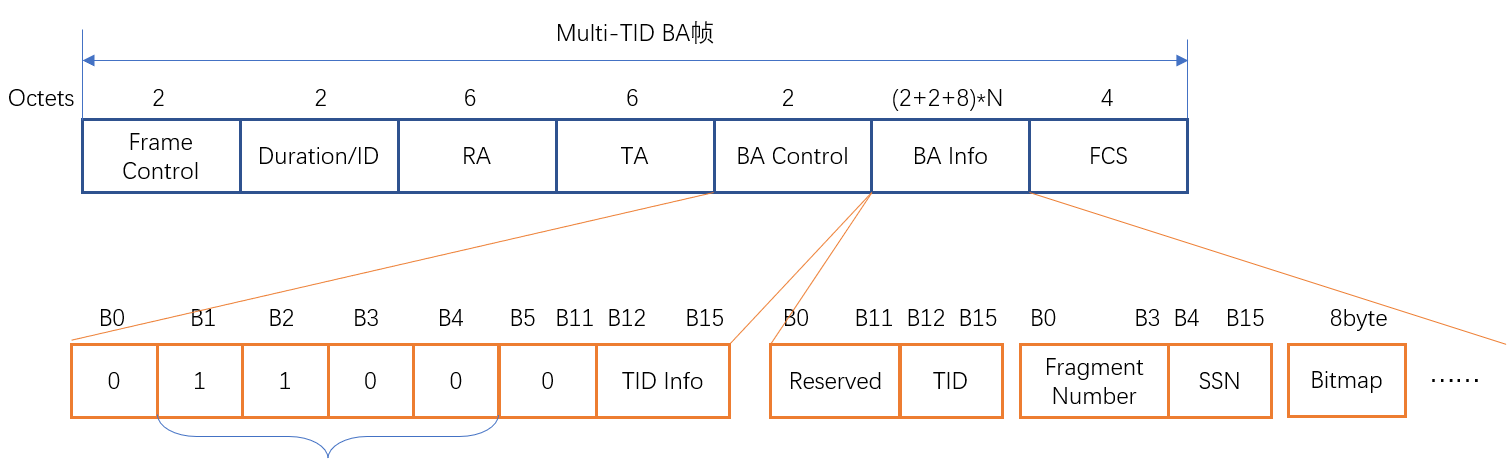 Multi-TID BA帧
Octets 2 2 6 6 2 (2+2+8)*N 4
Frame Control Duration/ID RA TA BA Control BA Info FCS
B0 B1 B2 B3 B4 B5 B11 B12 B15 B0 B11 B12 B15 B0 B3 B4 B15 8byte
0 1 1 0 0 0 TID Info Reserved TID Fragment Number SSN Bitmap ……